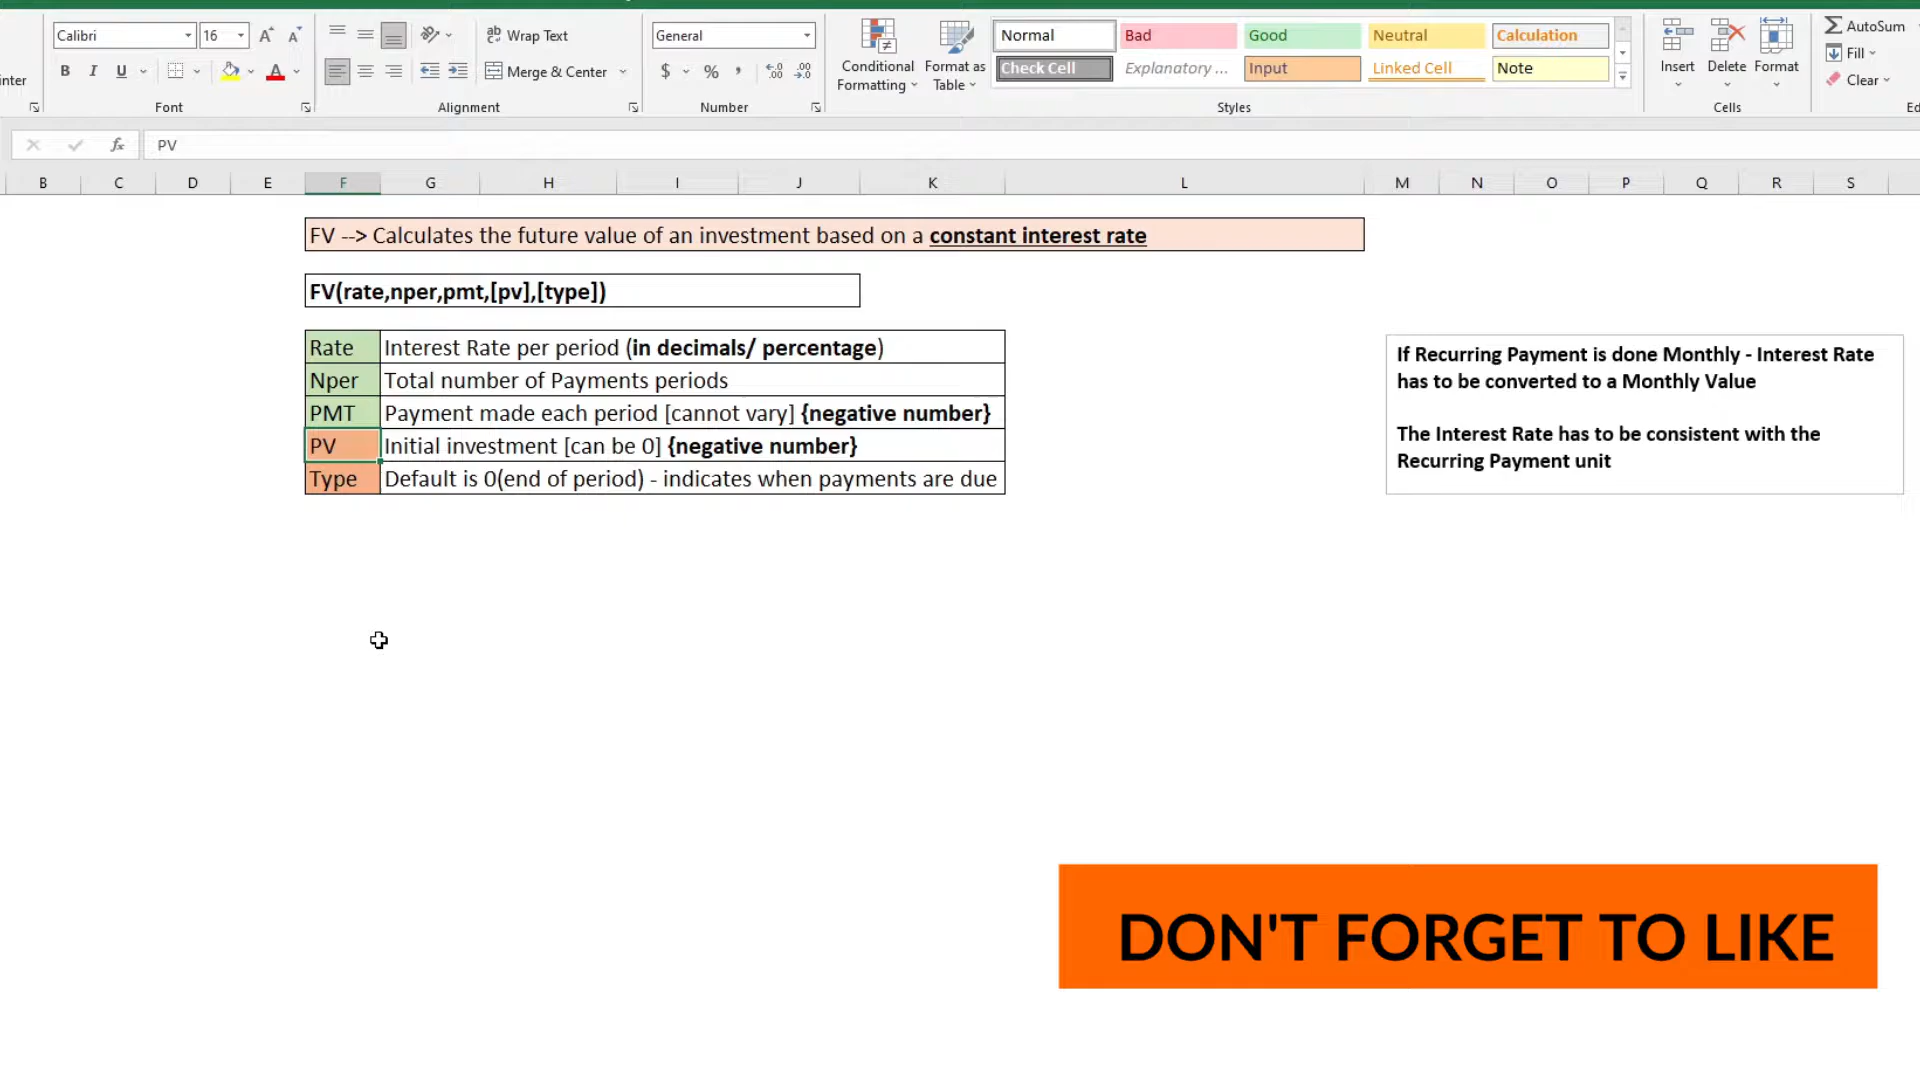 Calibri 16 Wrap Text General Normal Bad Good Neutral Calculation AutoSum
inter B I U Merge & Center $ % , Conditional Formatting Format as Table Check Cell Explanatory ... Input Linked Cell Note Insert Delete Format Fill
Clear
Font Alignment Number Styles Cells Ed
fx PV
B C D E F G H I J K L M N O P Q R S
FV --> Calculates the future value of an investment based on a constant interest rate
FV(rate,nper,pmt,[pv],[type])
Rate Interest Rate per period (in decimals/ percentage)
Nper Total number of Payments periods
PMT Payment made each period [cannot vary] {negative number}
PV Initial investment [can be 0] {negative number}
Type Default is 0(end of period) - indicates when payments are due
If Recurring Payment is done Monthly - Interest Rate
has to be converted to a Monthly Value
The Interest Rate has to be consistent with the
Recurring Payment unit
DON'T FORGET TO LIKE